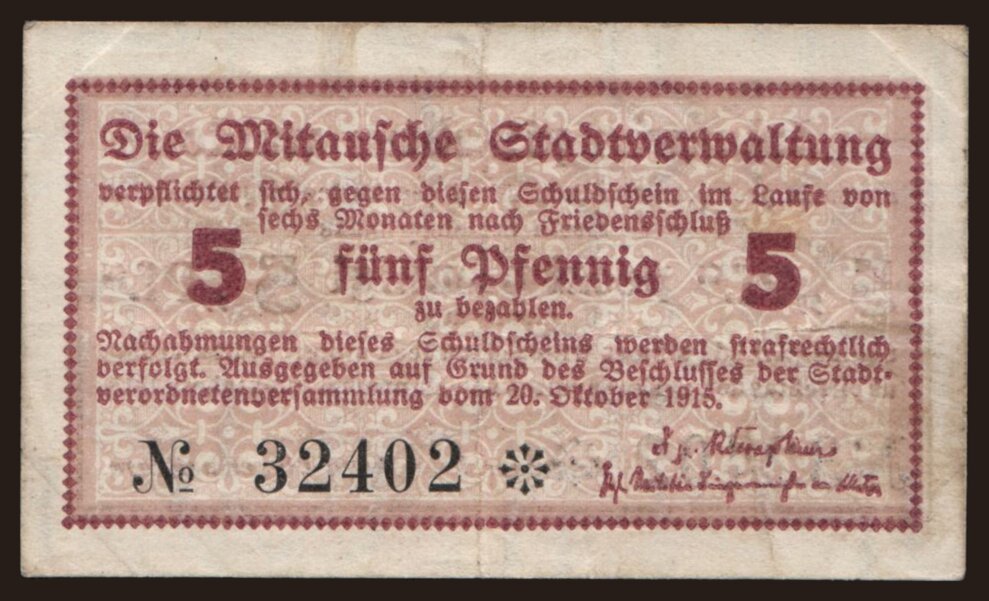 Die Mitausche Stadtverwaltung
verpflichtet sich, gegen diesen Schuldschein im Laufe von
sechs Monaten nach Friedensschluß
5 fünf Pfennig 5
zu bezahlen.
Nachahmungen dieses Schuldscheins werden strafrechtlich
verfolgt. Ausgegeben auf Grund des Beschlusses der Stadt-
verordnetenversammlung vom 20. Oktober 1915.
№ 32402